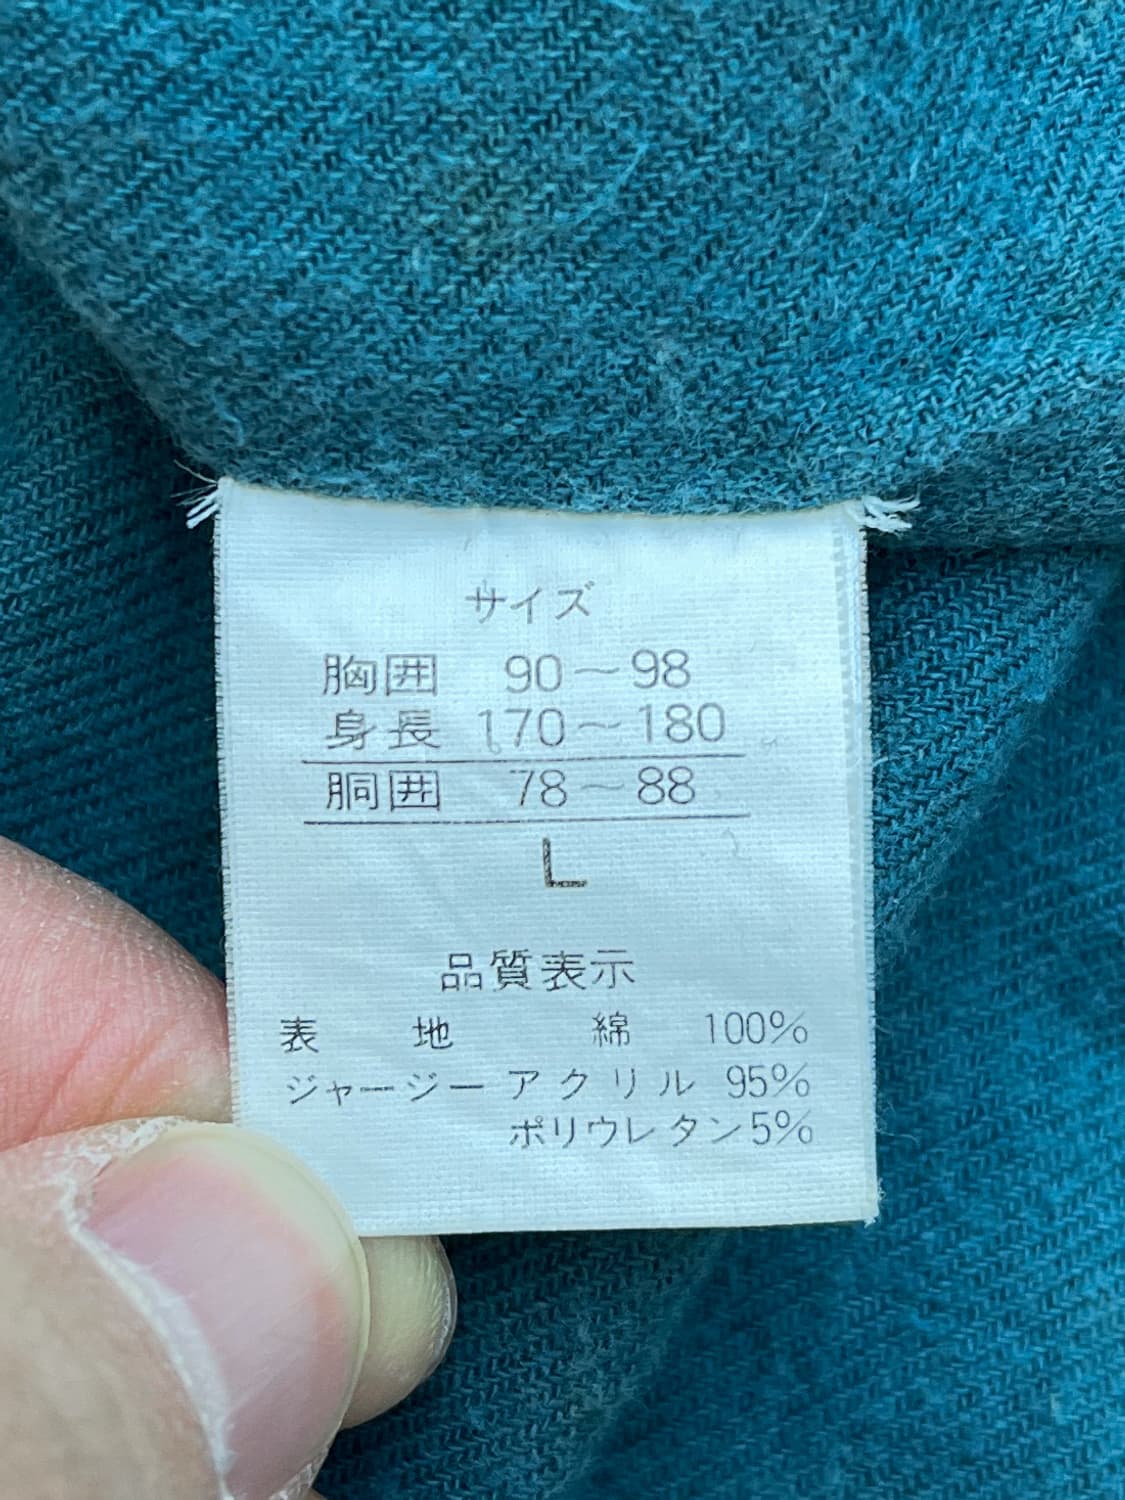 サイズ
胸囲 90〜98
身長 170〜180
胴囲 78〜88
L
品質表示
表地 綿 100%
ジャージー アクリル 95%
ポリウレタン 5%